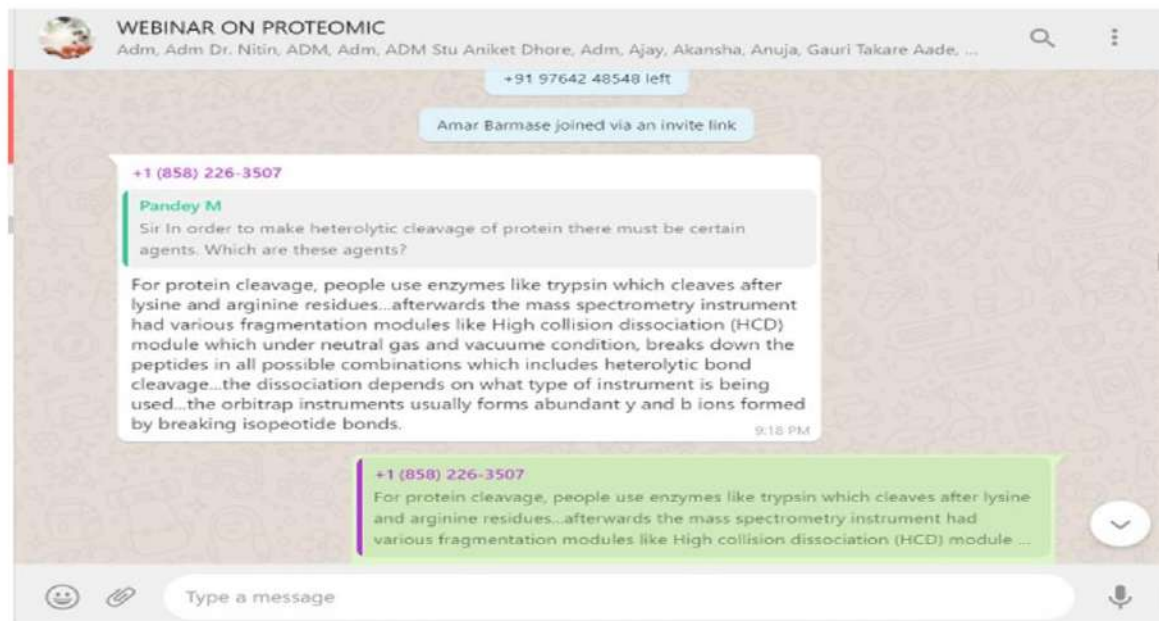 WEBINAR ON PROTEOMIC
Adm, Adm Dr. Nitin, ADM, Adm, ADM Stu Aniket Dhore, Adm, Ajay, Akansha, Anuja, Gauri Takare Aade, ...
+91 97642 48548 left
Amar Barmase joined via an invite link
+1 (858) 226-3507
Pandey M
Sir In order to make heterolytic cleavage of protein there must be certain
agents. Which are these agents?
For protein cleavage, people use enzymes like trypsin which cleaves after
lysine and arginine residues...afterwards the mass spectrometry instrument
had various fragmentation modules like High collision dissociation (HCD)
module which under neutral gas and vacuume condition, breaks down the
peptides in all possible combinations which includes heterolytic bond
cleavage...the dissociation depends on what type of instrument is being
used...the orbitrap instruments usually forms abundant y and b ions formed
by breaking isopeotide bonds.
9:18 PM
+1 (858) 226-3507
For protein cleavage, people use enzymes like trypsin which cleaves after lysine
and arginine residues...afterwards the mass spectrometry instrument had
various fragmentation modules like High collision dissociation (HCD) module ...
Type a message